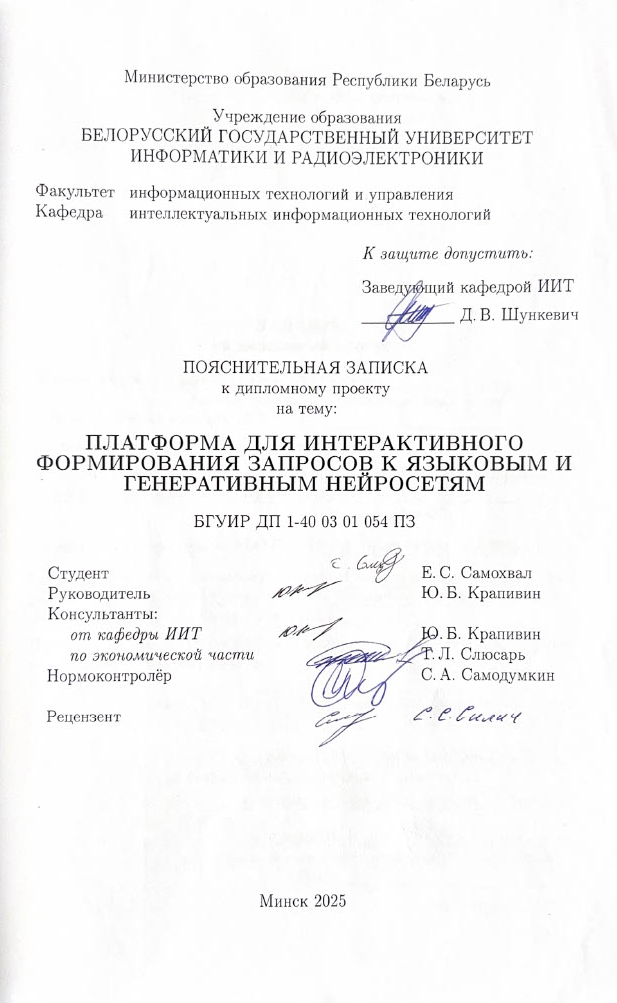 Министерство образования Республики Беларусь
Учреждение образования
БЕЛОРУССКИЙ ГОСУДАРСТВЕННЫЙ УНИВЕРСИТЕТ
ИНФОРМАТИКИ И РАДИОЭЛЕКТРОНИКИ
Факультет информационных технологий и управления
Кафедра интеллектуальных информационных технологий
К защите допустить:
Заведующий кафедрой ИИТ
Д. В. Шункевич
ПОЯСНИТЕЛЬНАЯ ЗАПИСКА
к дипломному проекту
на тему:
ПЛАТФОРМА ДЛЯ ИНТЕРАКТИВНОГО
ФОРМИРОВАНИЯ ЗАПРОСОВ К ЯЗЫКОВЫМ И
ГЕНЕРАТИВНЫМ НЕЙРОСЕТЯМ
БГУИР ДП 1-40 03 01 054 ПЗ
Студент Е. С. Самохвал
Руководитель Ю. Б. Крапивин
Консультанты:
от кафедры ИИТ Ю. Б. Крапивин
по экономической части Т. Л. Слюсарь
Нормоконтролёр С. А. Самодумкин
Рецензент
Минск 2025